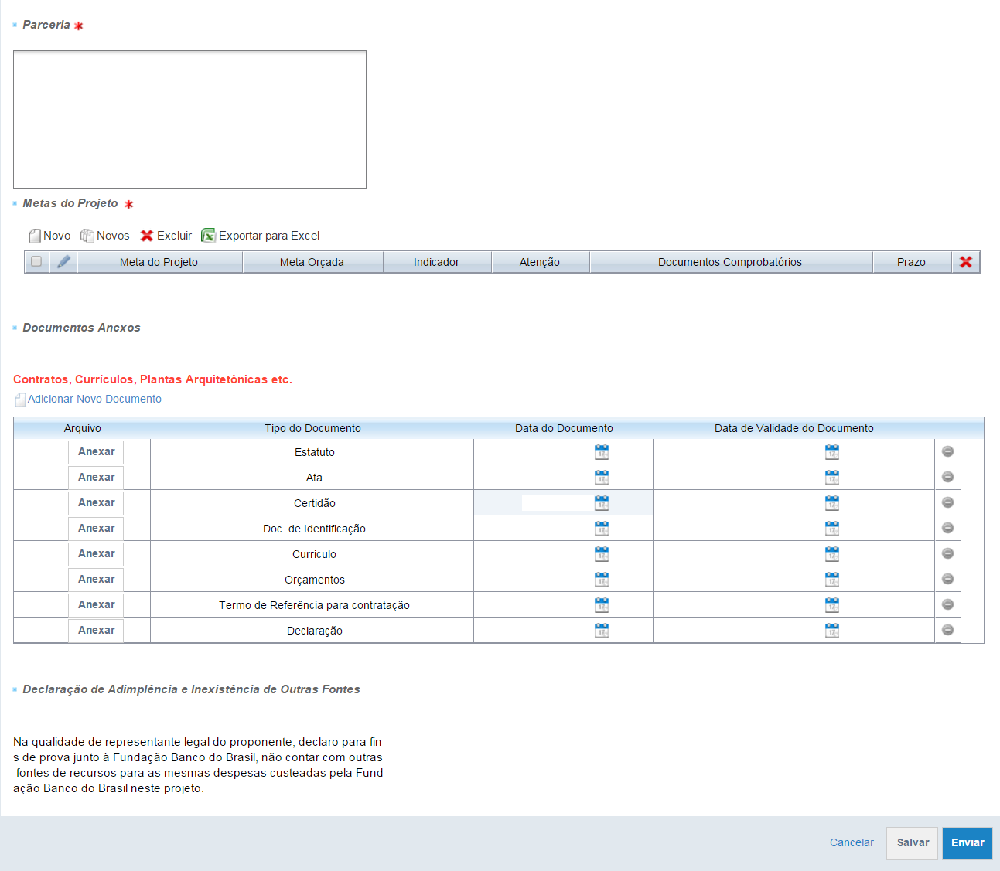 Parceria *
Metas do Projeto *
Novo Novos Excluir Exportar para Excel
Meta do Projeto Meta Orçada Indicador Atenção Documentos Comprobatórios Prazo
Documentos Anexos
Contratos, Currículos, Plantas Arquitetônicas etc.
Adicionar Novo Documento
Arquivo Tipo do Documento Data do Documento Data de Validade do Documento
Anexar Estatuto
Anexar Ata
Anexar Certidão
Anexar Doc. de Identificação
Anexar Curriculo
Anexar Orçamentos
Anexar Termo de Referência para contratação
Anexar Declaração
Declaração de Adimplência e Inexistência de Outras Fontes
Na qualidade de representante legal do proponente, declaro para fin
s de prova junto à Fundação Banco do Brasil, não contar com outras
fontes de recursos para as mesmas despesas custeadas pela Fund
ação Banco do Brasil neste projeto.
Cancelar Salvar Enviar